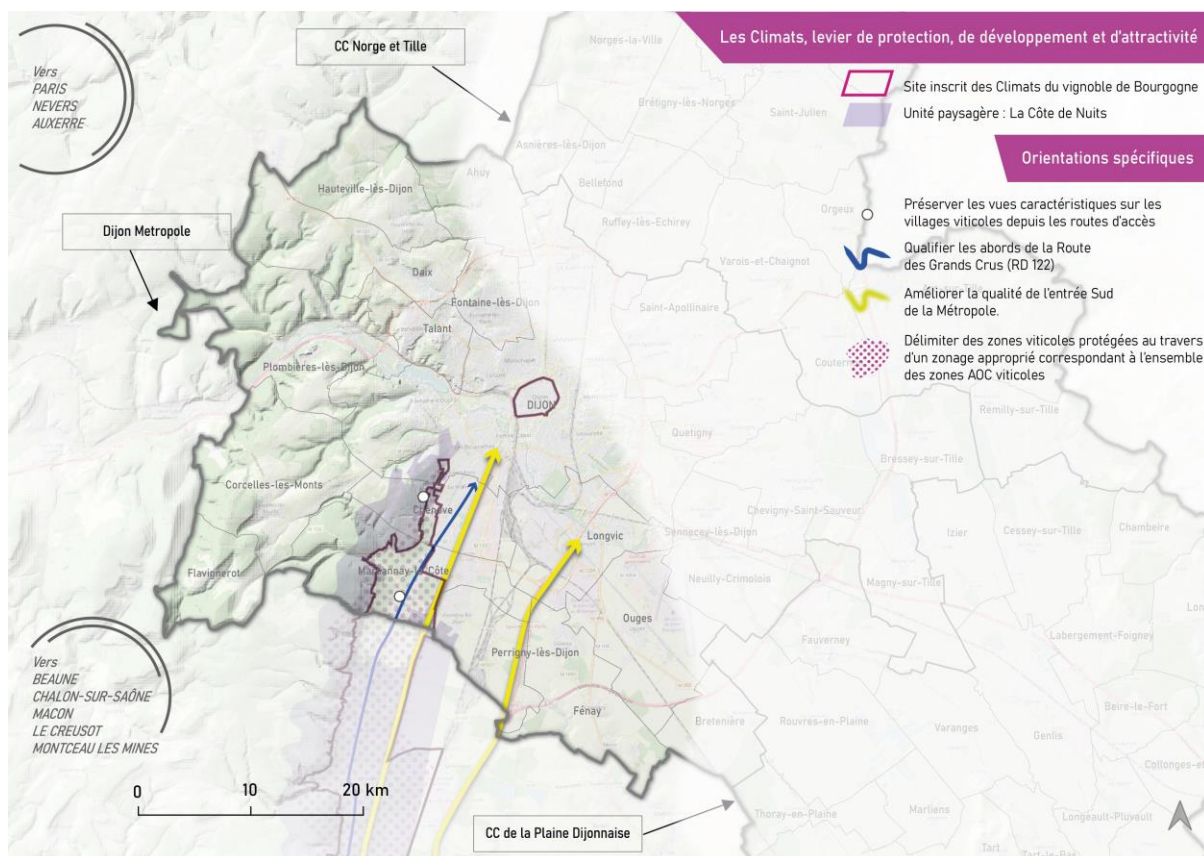 Les Climats, levier de protection, de développement et d'attractivité
Site inscrit des Climats du vignoble de Bourgogne
Unité paysagère : La Côte de Nuits
Orientations spécifiques
Préserver les vues caractéristiques sur les
villages viticoles depuis les routes d'accès
Qualifier les abords de la Route
des Grands Crus (RD 122)
Améliorer la qualité de l'entrée Sud
de la Métropole.
Délimiter des zones viticoles protégées au travers
d'un zonage approprié correspondant à l'ensemble
des zones AOC viticoles
CC Norge et Tille
Vers
PARIS
NEVERS
AUXERRE
Dijon Metropole
Norges-la-Ville
Brétigny-lès-Norges
Saint-Julien
Asnières-lès-Dijon
Ahuy
Bellefond
Ruffey-lès-Echirey
Orgeux
Hauteville-lès-Dijon
Daix
Varois-et-Chaignot
Fontaine-lès-Dijon
Saint-Apollinaire
Talant
Plombières-lès-Dijon
DIJON
Remilly-sur-Tille
Quetigny
Bressey-sur-Tille
Corcelles-les-Monts
Chenôve
Chevigny-Saint-Sauveur
Cessey-sur-Tille
Chambeire
Longvic
Sennecey-lès-Dijon
Izier
Flavignerot
Marsannay-la-Côte
Neuilly-Crimolois
Magny-sur-Tille
Ouges
Fauverney
Labergement-Foigney
Perrigny-lès-Dijon
Fénay
Bretenière
Rouvres-en-Plaine
Varanges
Genlis
Beire-le-Fort
Collonges-et
Thorey-en-Plaine
Marliens
Longeault-Pluvault
Tart
Tart-le-Bas
Vers
BEAUNE
CHALON-SUR-SAÔNE
MACON
LE CREUSOT
MONTCEAU LES MINES
0 10 20 km
CC de la Plaine Dijonnaise